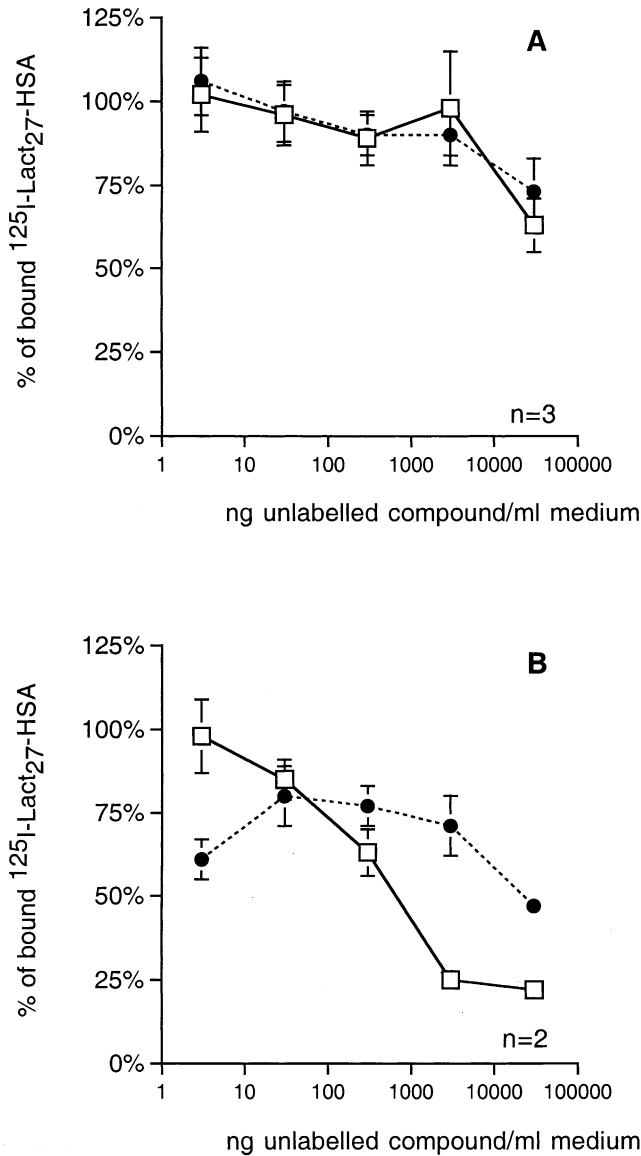 A
125%
100%
75%
50%
25%
0%
% of bound 125I-Lact27-HSA
n=3
1 10 100 1000 10000 100000
ng unlabelled compound/ml medium
B
125%
100%
75%
50%
25%
0%
% of bound 125I-Lact27-HSA
n=2
1 10 100 1000 10000 100000
ng unlabelled compound/ml medium